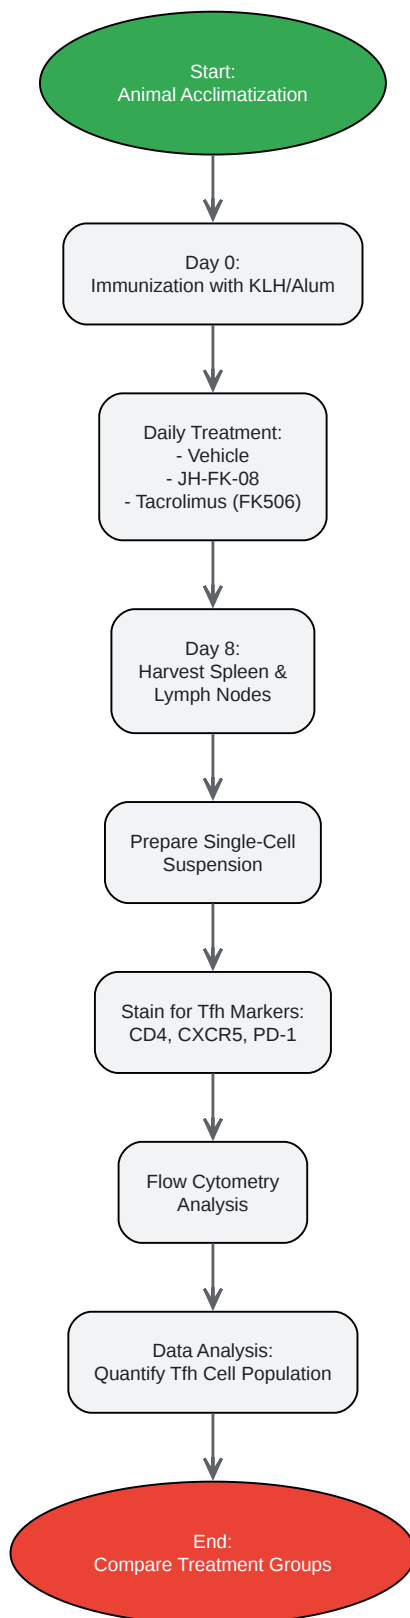 Start:
Animal Acclimatization
Day 0:
Immunization with KLH/Alum
Daily Treatment:
- Vehicle
- JH-FK-08
- Tacrolimus (FK506)
Day 8:
Harvest Spleen &
Lymph Nodes
Prepare Single-Cell
Suspension
Stain for Tfh Markers:
CD4, CXCR5, PD-1
Flow Cytometry
Analysis
Data Analysis:
Quantify Tfh Cell Population
End:
Compare Treatment Groups